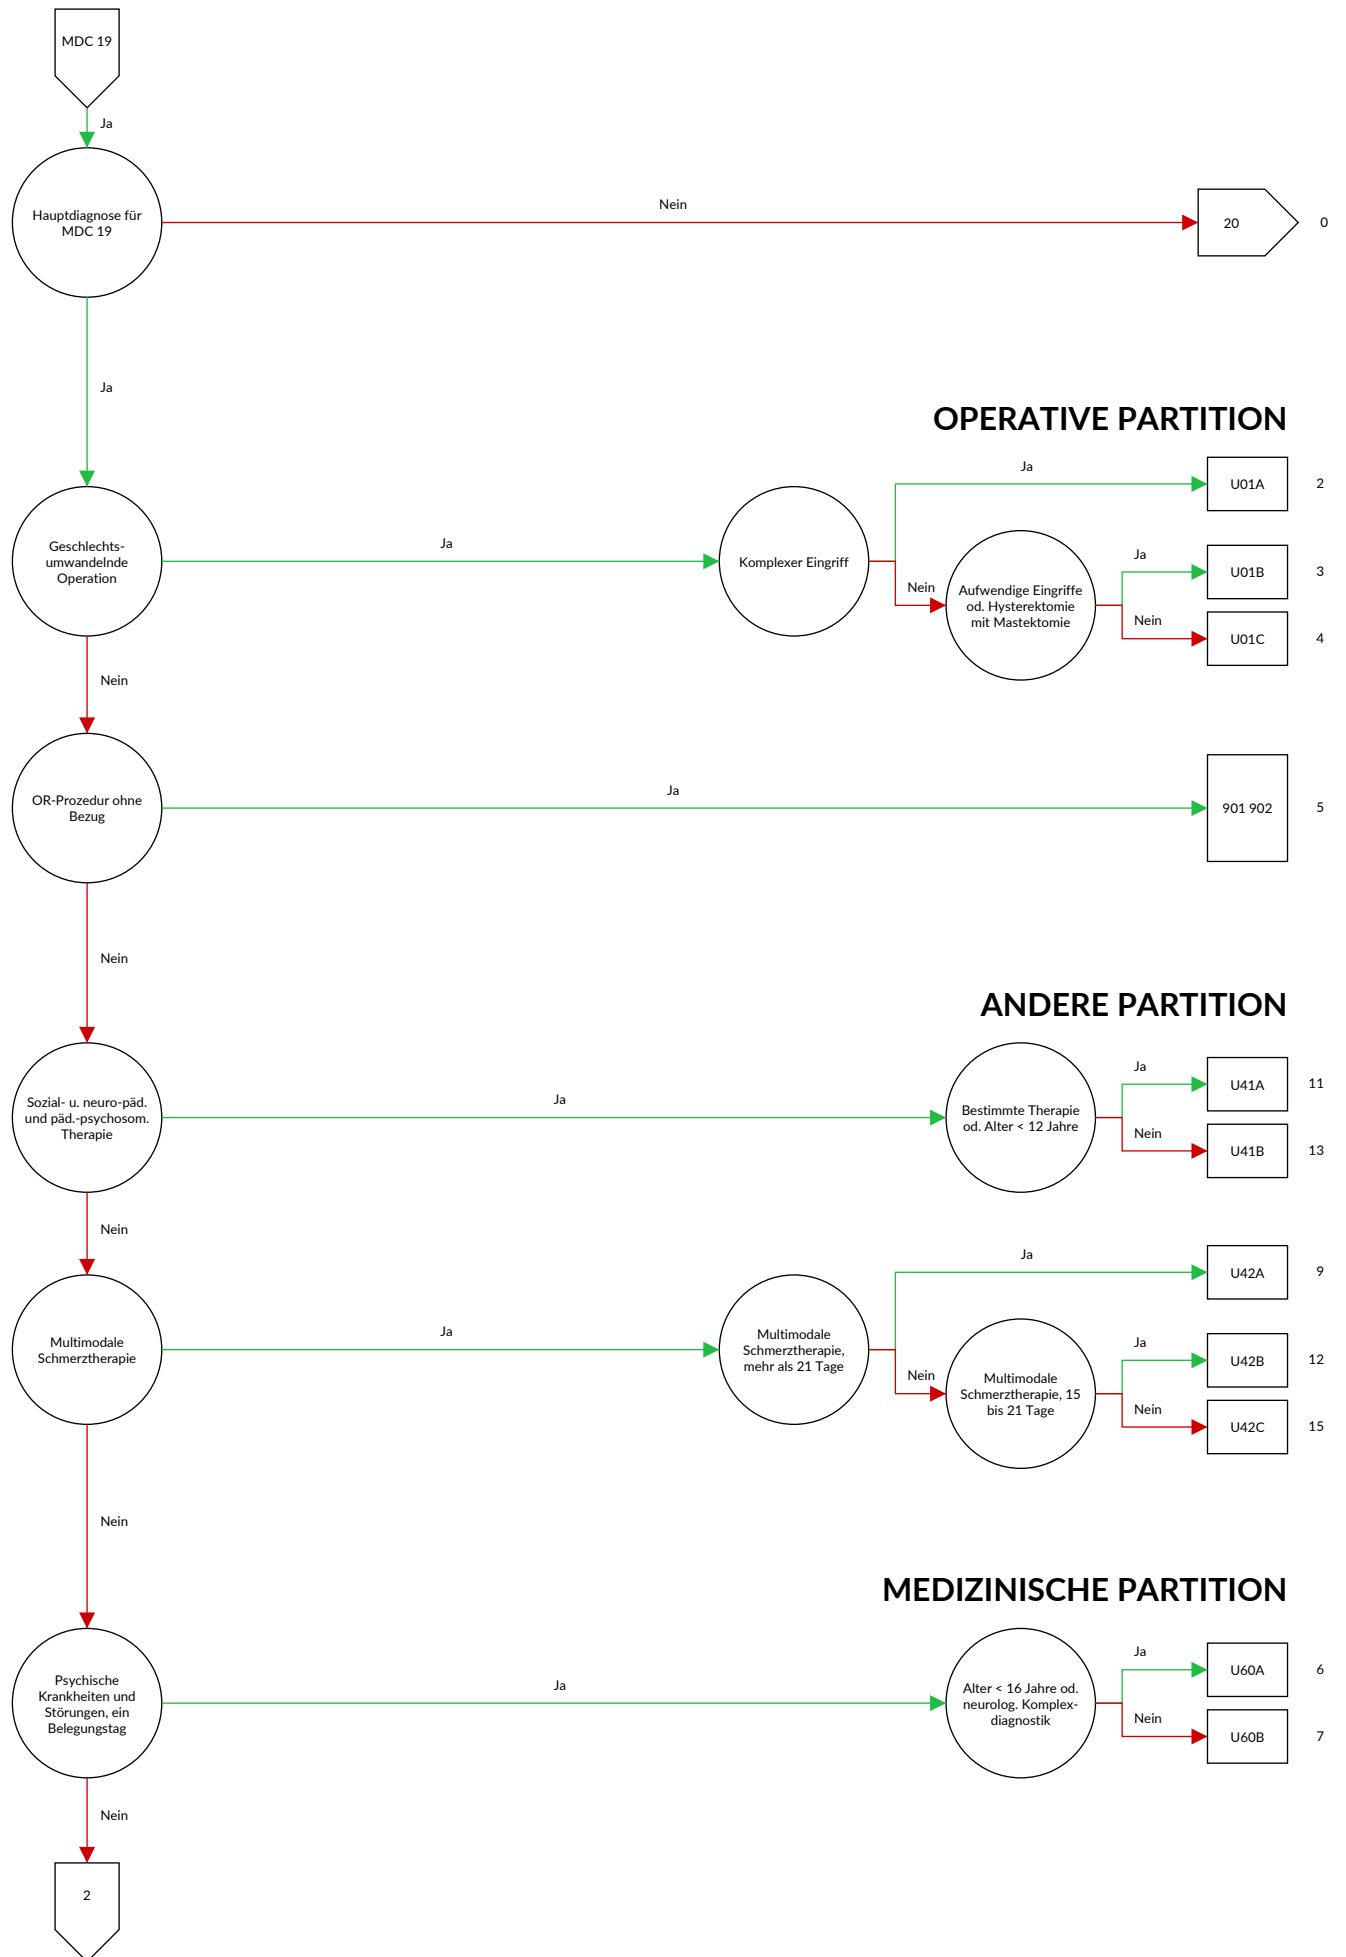 MDC 19
Ja
Hauptdiagnose für
MDC 19
Nein
20
0
Ja
OPERATIVE PARTITION
Geschlechts-
umwandelnde
Operation
Ja
Komplexer Eingriff
Ja
U01A
2
Nein
Aufwendige Eingriffe
od. Hysterektomie
mit Mastektomie
Ja
U01B
3
Nein
U01C
4
Nein
OR-Prozedur ohne
Bezug
Ja
901 902
5
Nein
ANDERE PARTITION
Sozial- u. neuro-päd.
und päd.-psychosom.
Therapie
Ja
Bestimmte Therapie
od. Alter < 12 Jahre
Ja
U41A
11
Nein
U41B
13
Nein
Multimodale
Schmerztherapie
Ja
Multimodale
Schmerztherapie,
mehr als 21 Tage
Ja
U42A
9
Nein
Multimodale
Schmerztherapie, 15
bis 21 Tage
Ja
U42B
12
Nein
U42C
15
Nein
MEDIZINISCHE PARTITION
Psychische
Krankheiten und
Störungen, ein
Belegungstag
Ja
Alter < 16 Jahre od.
neurolog. Komplex-
diagnostik
Ja
U60A
6
Nein
U60B
7
Nein
2